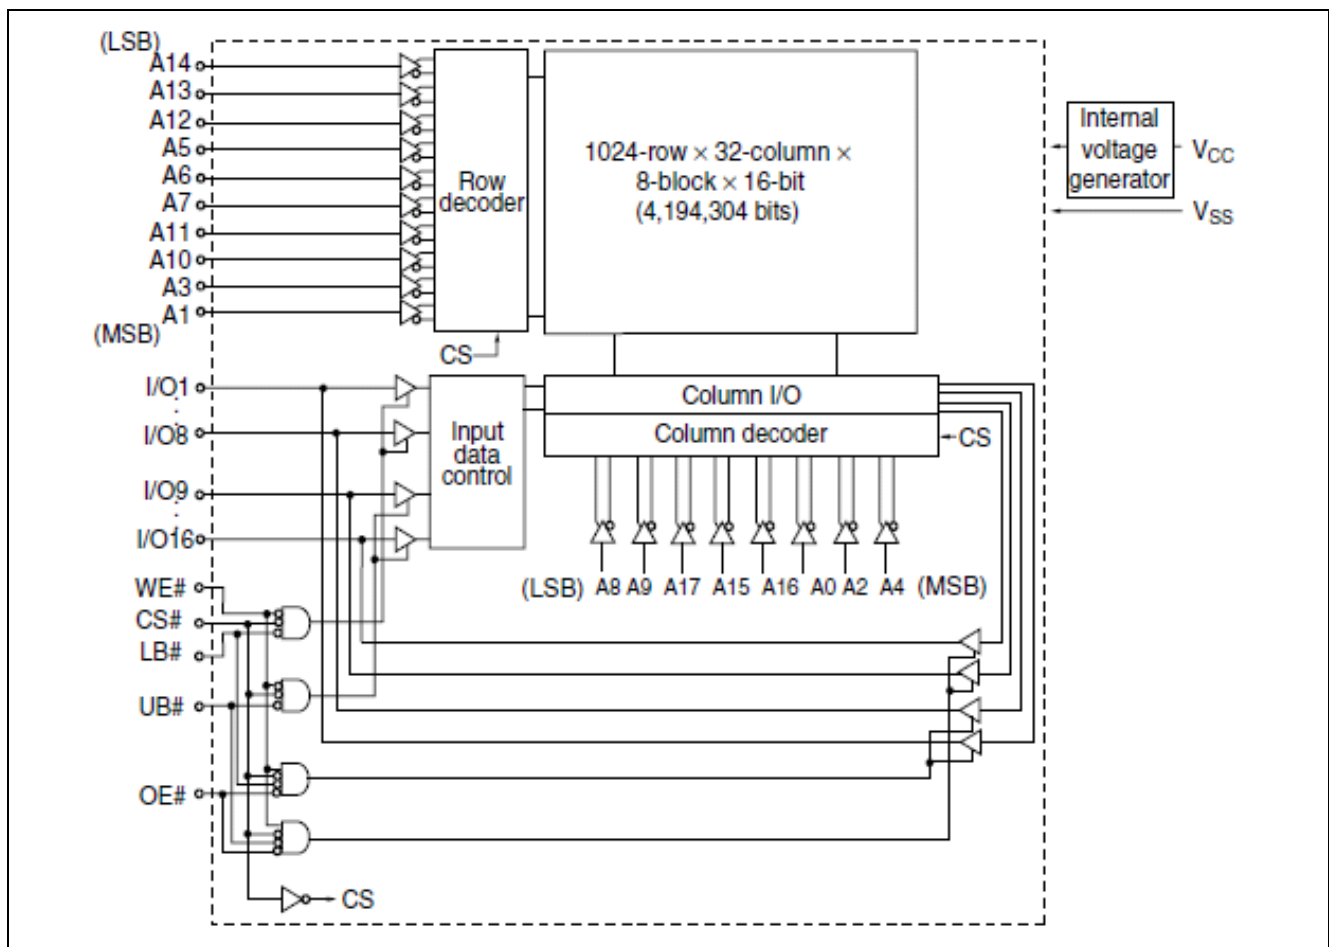 (LSB)
A14
A13
A12
A5
A6
A7
A11
A10
A3
A1
(MSB)
Row
decoder
CS
1024-row × 32-column ×
8-block × 16-bit
(4,194,304 bits)
Internal
voltage
generator
VCC
VSS
I/O1
I/O8
I/O9
I/O16
Input
data
control
Column I/O
Column decoder
CS
(LSB) A8 A9 A17 A15 A16 A0 A2 A4 (MSB)
WE#
CS#
LB#
UB#
OE#
CS